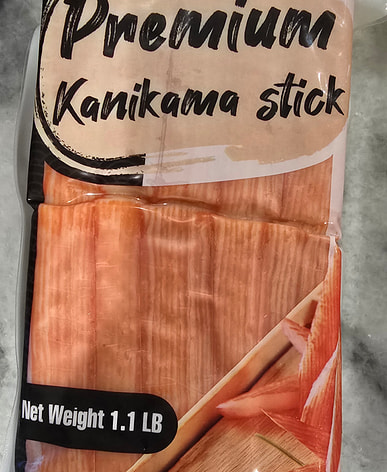 Premium
Kanikama stick
Net Weight 1.1 LB